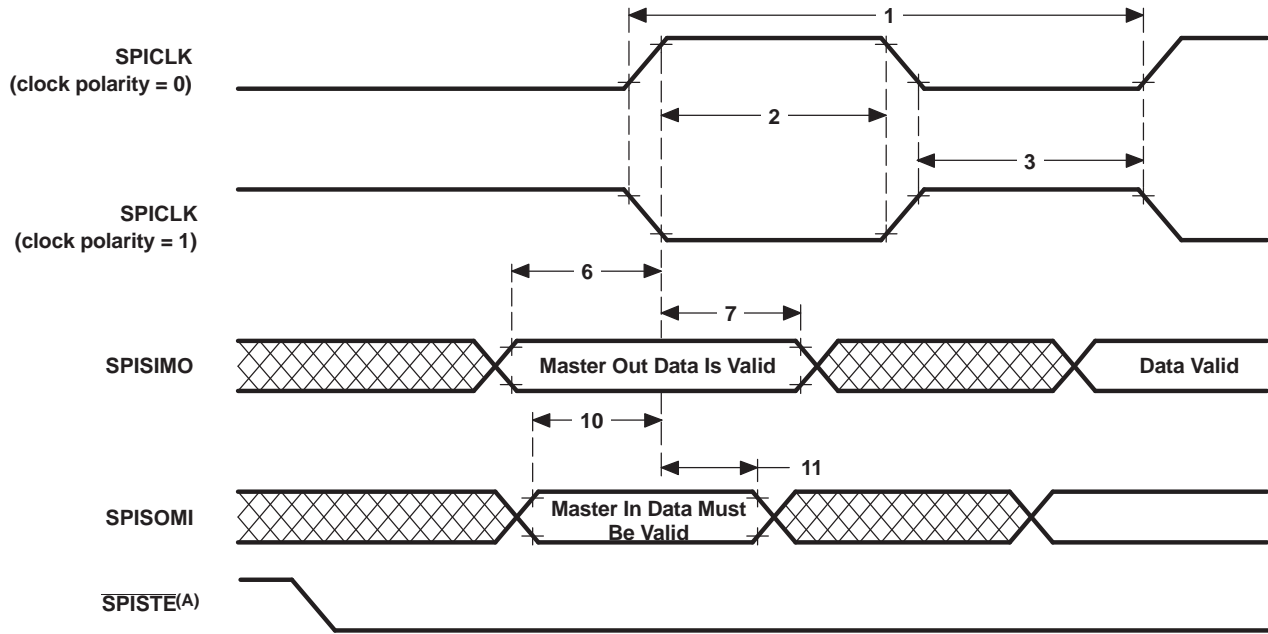 1
SPICLK
(clock polarity = 0)
2
3
SPICLK
(clock polarity = 1)
6
7
SPISIMO
Master Out Data Is Valid
Data Valid
10
11
SPISOMI
Master In Data Must
Be Valid
SPISTE(A)